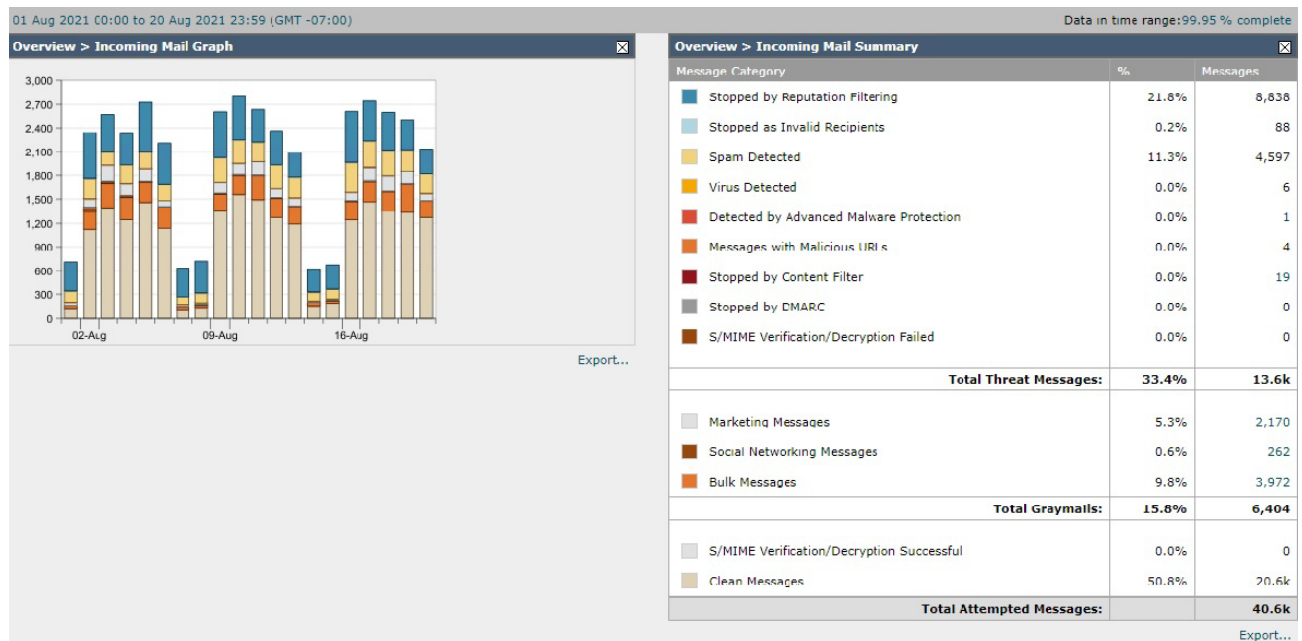 01 Aug 2021 00:00 to 20 Aug 2021 23:59 (GMT -07:00)
Data in time range:99.95 % complete
Overview > Incoming Mail Graph
3,000
2,700
2,400
2,100
1,800
1,500
1,200
900
600
300
0
02-Aug
09-Aug
16-Aug
Export...
Overview > Incoming Mail Summary
Message Category % Messages
Stopped by Reputation Filtering 21.8% 8,838
Stopped as Invalid Recipients 0.2% 88
Spam Detected 11.3% 4,597
Virus Detected 0.0% 6
Detected by Advanced Malware Protection 0.0% 1
Messages with Malicious URLs 0.0% 4
Stopped by Content Filter 0.0% 19
Stopped by DMARC 0.0% 0
S/MIME Verification/Decryption Failed 0.0% 0
Total Threat Messages: 33.4% 13.6k
Marketing Messages 5.3% 2,170
Social Networking Messages 0.6% 262
Bulk Messages 9.8% 3,972
Total Graymails: 15.8% 6,404
S/MIME Verification/Decryption Successful 0.0% 0
Clean Messages 50.8% 20.6k
Total Attempted Messages: 40.6k
Export...